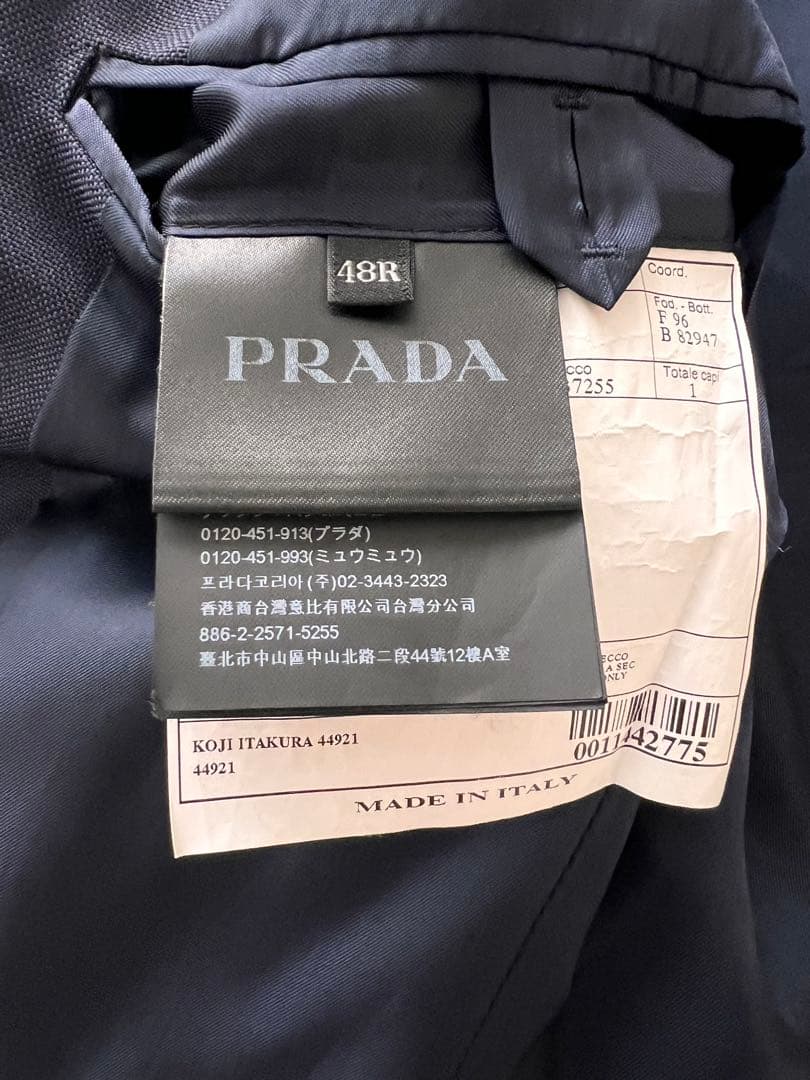 48R
PRADA
Coord.
Fod. - Bott.
F 96
B 82947
Totale capi
7255
1
0120-451-913(プラダ)
0120-451-993(ミュウミュウ)
프라다코리아 (주)02-3443-2323
香港商台灣意比有限公司台灣分公司
886-2-2571-5255
臺北市中山區中山北路二段44號12樓A室
A SEC
KOJI ITAKURA 44921
44921
MADE IN ITALY